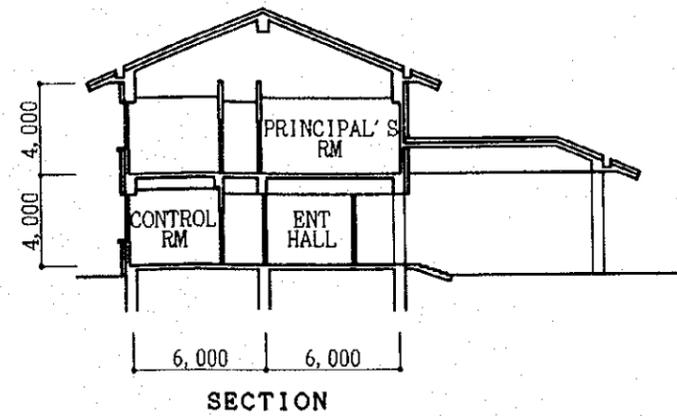 4,000
PRINCIPAL'S
RM
4,000
CONTROL
RM
ENT
HALL
6,000
6,000
SECTION